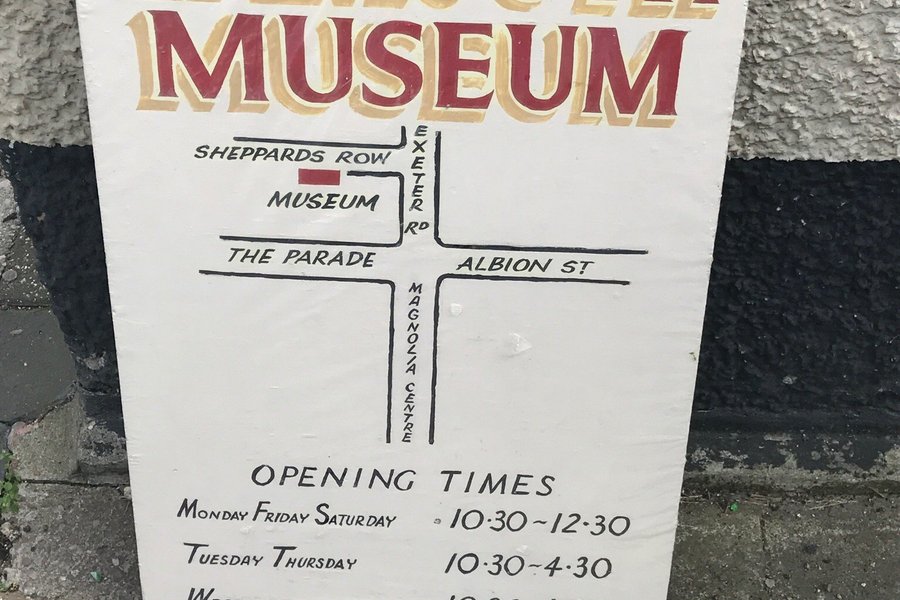 MUSEUM
EXETER RD
SHEPPARDS ROW
MUSEUM
THE PARADE
ALBION ST
MAGNOLIA CENTRE
OPENING TIMES
MONDAY FRIDAY SATURDAY 10·30~12·30
TUESDAY THURSDAY 10·30~4·30